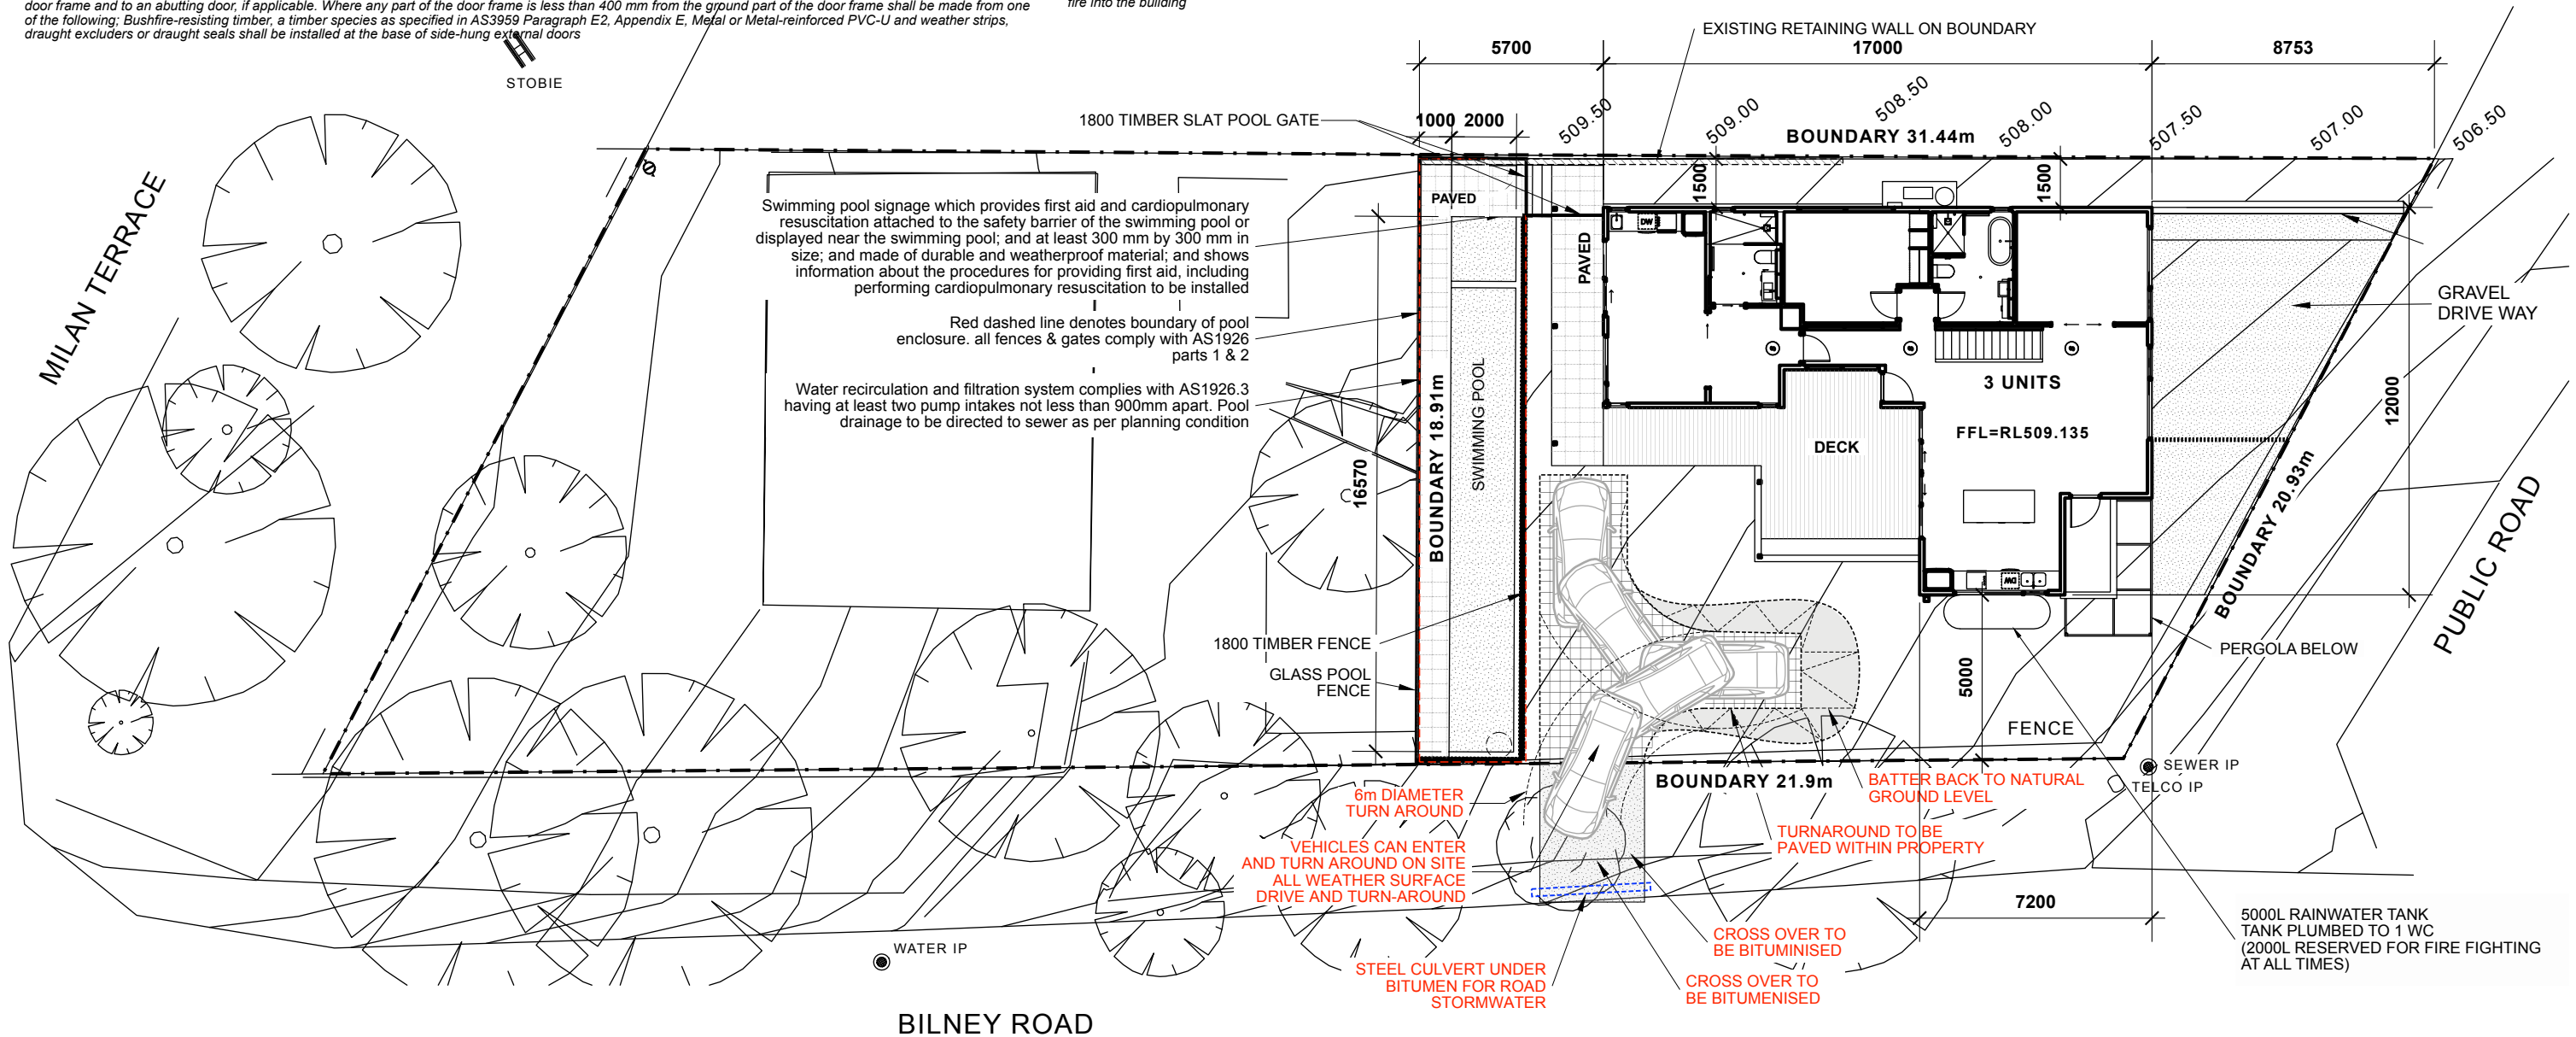 door frame and to an abutting door, if applicable. Where any part of the door frame is less than 400 mm from the ground part of the door frame shall be made from one
of the following; Bushfire-resisting timber, a timber species as specified in AS3959 Paragraph E2, Appendix E, Metal or Metal-reinforced PVC-U and weather strips,
draught excluders or draught seals shall be installed at the base of side-hung external doors
fire into the building
STOBIE
EXISTING RETAINING WALL ON BOUNDARY
5700
17000
8753
1800 TIMBER SLAT POOL GATE
1000 2000
509.50
509.00
508.50
508.00
507.50
507.00
506.50
BOUNDARY 31.44m
MILAN TERRACE
1500
1500
PAVED
PAVED
DW
Swimming pool signage which provides first aid and cardiopulmonary
resuscitation attached to the safety barrier of the swimming pool or
displayed near the swimming pool; and at least 300 mm by 300 mm in
size; and made of durable and weatherproof material; and shows
information about the procedures for providing first aid, including
performing cardiopulmonary resuscitation to be installed
Red dashed line denotes boundary of pool
enclosure. all fences & gates comply with AS1926
parts 1 & 2
Water recirculation and filtration system complies with AS1926.3
having at least two pump intakes not less than 900mm apart. Pool
drainage to be directed to sewer as per planning condition
GRAVEL
DRIVE WAY
3 UNITS
FFL=RL509.135
12000
DECK
SWIMMING POOL
BOUNDARY 18.91m
16570
BOUNDARY 20.93m
PUBLIC ROAD
DW
1800 TIMBER FENCE
GLASS POOL
FENCE
PERGOLA BELOW
5000
FENCE
SEWER IP
TELCO IP
BOUNDARY 21.9m
BATTER BACK TO NATURAL
GROUND LEVEL
6m DIAMETER
TURN AROUND
TURNAROUND TO BE
PAVED WITHIN PROPERTY
VEHICLES CAN ENTER
AND TURN AROUND ON SITE
ALL WEATHER SURFACE
DRIVE AND TURN-AROUND
7200
5000L RAINWATER TANK
TANK PLUMBED TO 1 WC
(2000L RESERVED FOR FIRE FIGHTING
AT ALL TIMES)
CROSS OVER TO
BE BITUMINISED
WATER IP
STEEL CULVERT UNDER
BITUMEN FOR ROAD
STORMWATER
CROSS OVER TO
BE BITUMENISED
BILNEY ROAD